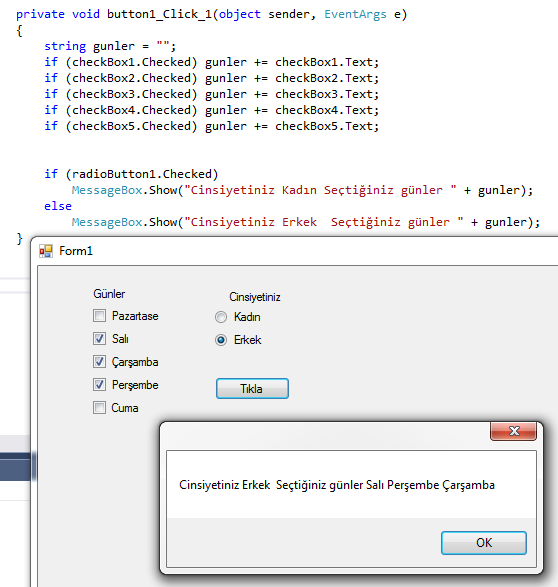 private void button1_Click_1(object sender, EventArgs e)
{
string gunler = "";
if (checkBox1.Checked) gunler += checkBox1.Text;
if (checkBox2.Checked) gunler += checkBox2.Text;
if (checkBox3.Checked) gunler += checkBox3.Text;
if (checkBox4.Checked) gunler += checkBox4.Text;
if (checkBox5.Checked) gunler += checkBox5.Text;
if (radioButton1.Checked)
MessageBox.Show("Cinsiyetiniz Kadın Seçtiğiniz günler " + gunler);
else
MessageBox.Show("Cinsiyetiniz Erkek  Seçtiğiniz günler " + gunler);
}
Form1
Günler
Pazartase
Salı
Çarşamba
Perşembe
Cuma
Cinsiyetiniz
Kadın
Erkek
Tıkla
Cinsiyetiniz Erkek  Seçtiğiniz günler Salı Perşembe Çarşamba
OK